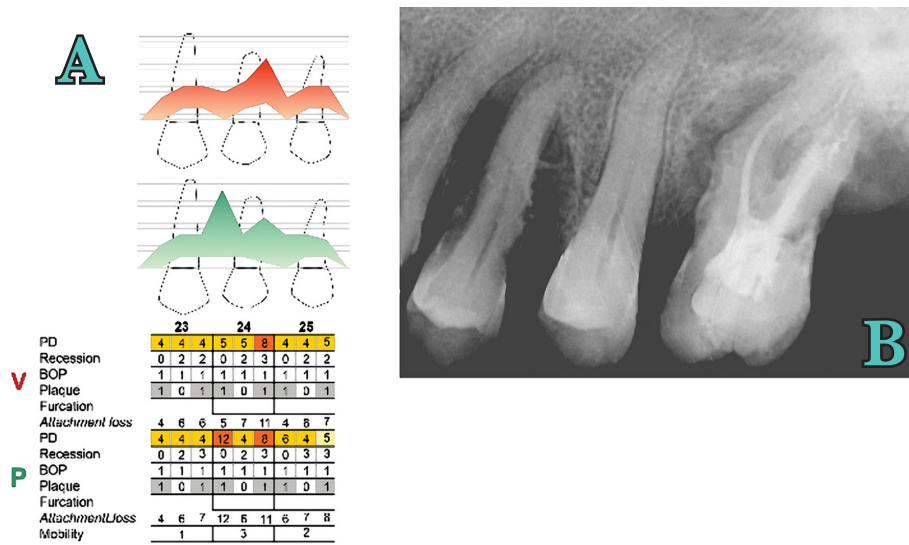 A
B
23 24 25
PD 4 4 4 5 5 8 4 4 5
Recession 0 2 2 0 2 3 0 2 2
V
BOP 1 1 1 1 1 1 1 1 1
Plaque 1 0 1 1 0 1 1 0 1
Furcation
Attachment loss 4 6 6 5 7 11 4 6 7
PD 4 4 4 12 4 8 6 4 5
Recession 0 2 3 0 2 3 0 3 3
P
BOP 1 1 1 1 1 1 1 1 1
Plaque 1 0 1 1 0 1 1 0 1
Furcation
AttachmentLloss 4 6 7 12 6 11 6 7 8
Mobility 1 3 2